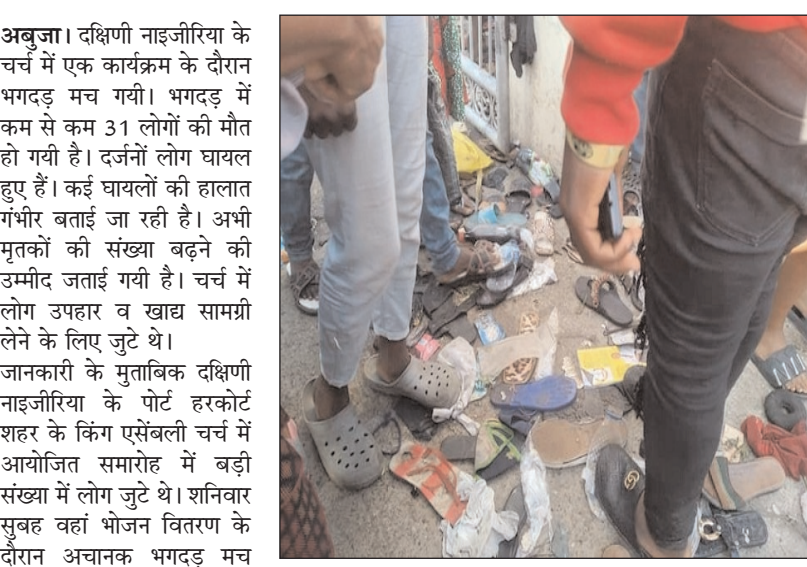 अबुजा। दक्षिणी नाइजीरिया के
चर्च में एक कार्यक्रम के दौरान
भगदड़ मच गयी। भगदड़ में
कम से कम 31 लोगों की मौत
हो गयी है। दर्जनों लोग घायल
हुए हैं। कई घायलों की हालात
गंभीर बताई जा रही है। अभी
मृतकों की संख्या बढ़ने की
उम्मीद जताई गयी है। चर्च में
लोग उपहार व खाद्य सामग्री
लेने के लिए जुटे थे।
जानकारी के मुताबिक दक्षिणी
नाइजीरिया के पोर्ट हरकोर्ट
शहर के किंग एसेंबली चर्च में
आयोजित समारोह में बड़ी
संख्या में लोग जुटे थे। शनिवार
सुबह वहां भोजन वितरण के
दौरान अचानक भगदड़ मच